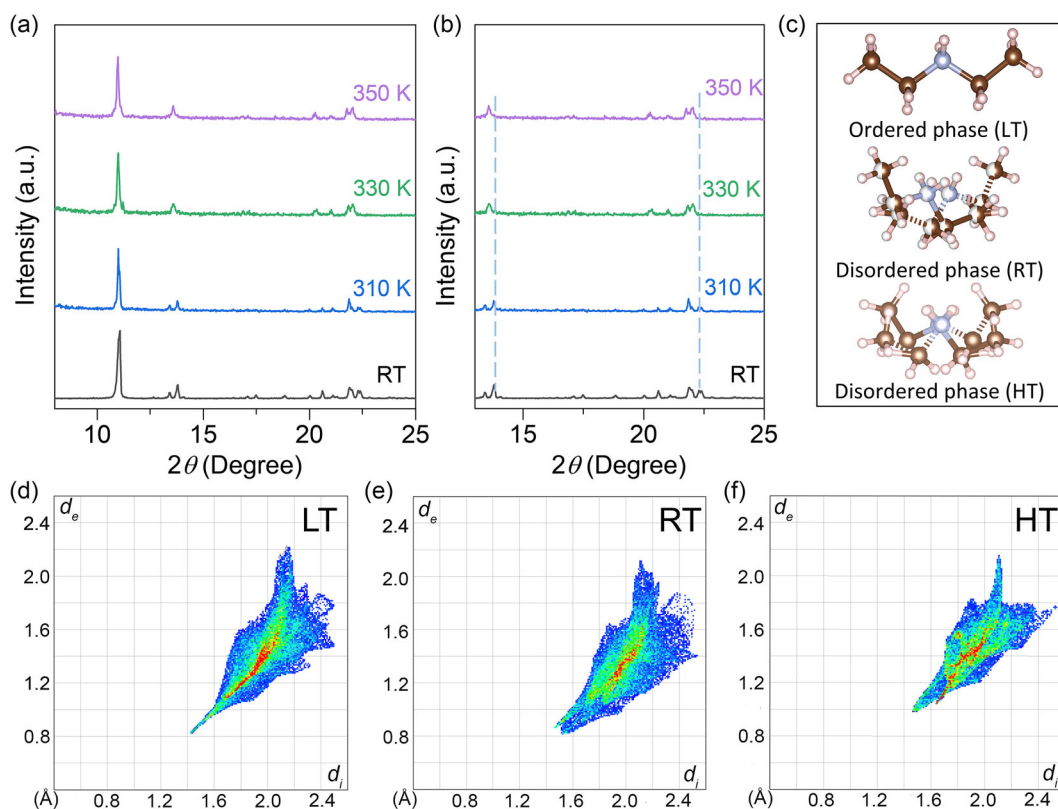 (a)
Intensity (a.u.)
350 K
330 K
310 K
RT
10 15 20 25
2θ (Degree)
(b)
Intensity (a.u.)
350 K
330 K
310 K
RT
15 20 25
2θ (Degree)
(c)
Ordered phase (LT)
Disordered phase (RT)
Disordered phase (HT)
(d)
de
LT
2.4
2.0
1.6
1.2
0.8
di
(Å) 0.8 1.2 1.6 2.0 2.4
(e)
de
RT
2.4
2.0
1.6
1.2
0.8
di
(Å) 0.8 1.2 1.6 2.0 2.4
(f)
de
HT
2.4
2.0
1.6
1.2
0.8
di
(Å) 0.8 1.2 1.6 2.0 2.4